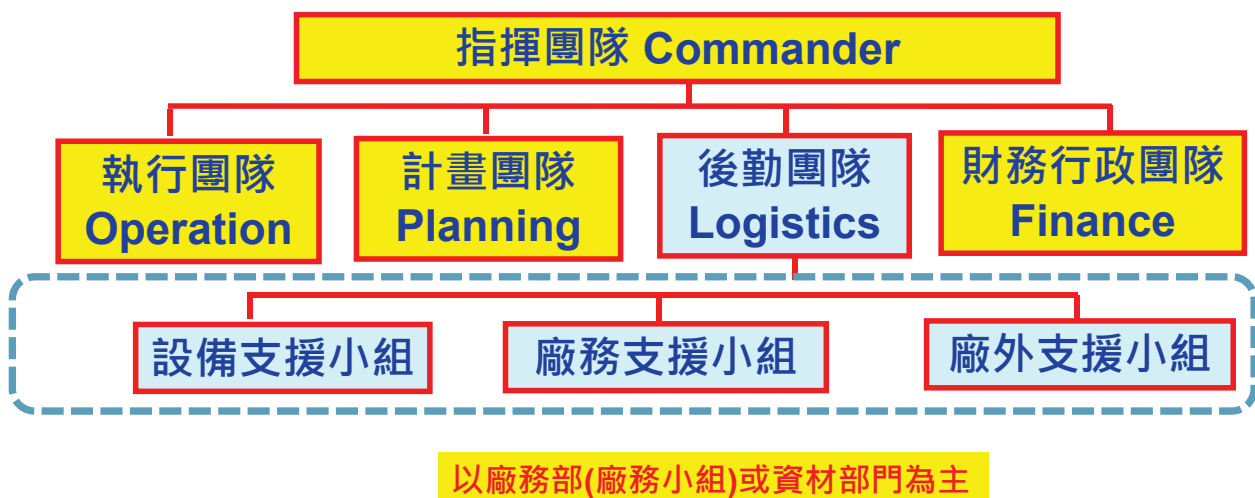 指揮團隊 Commander
執行團隊
Operation
計畫團隊
Planning
後勤團隊
Logistics
財務行政團隊
Finance
設備支援小組
廠務支援小組
廠外支援小組
以廠務部(廠務小組)或資材部門為主